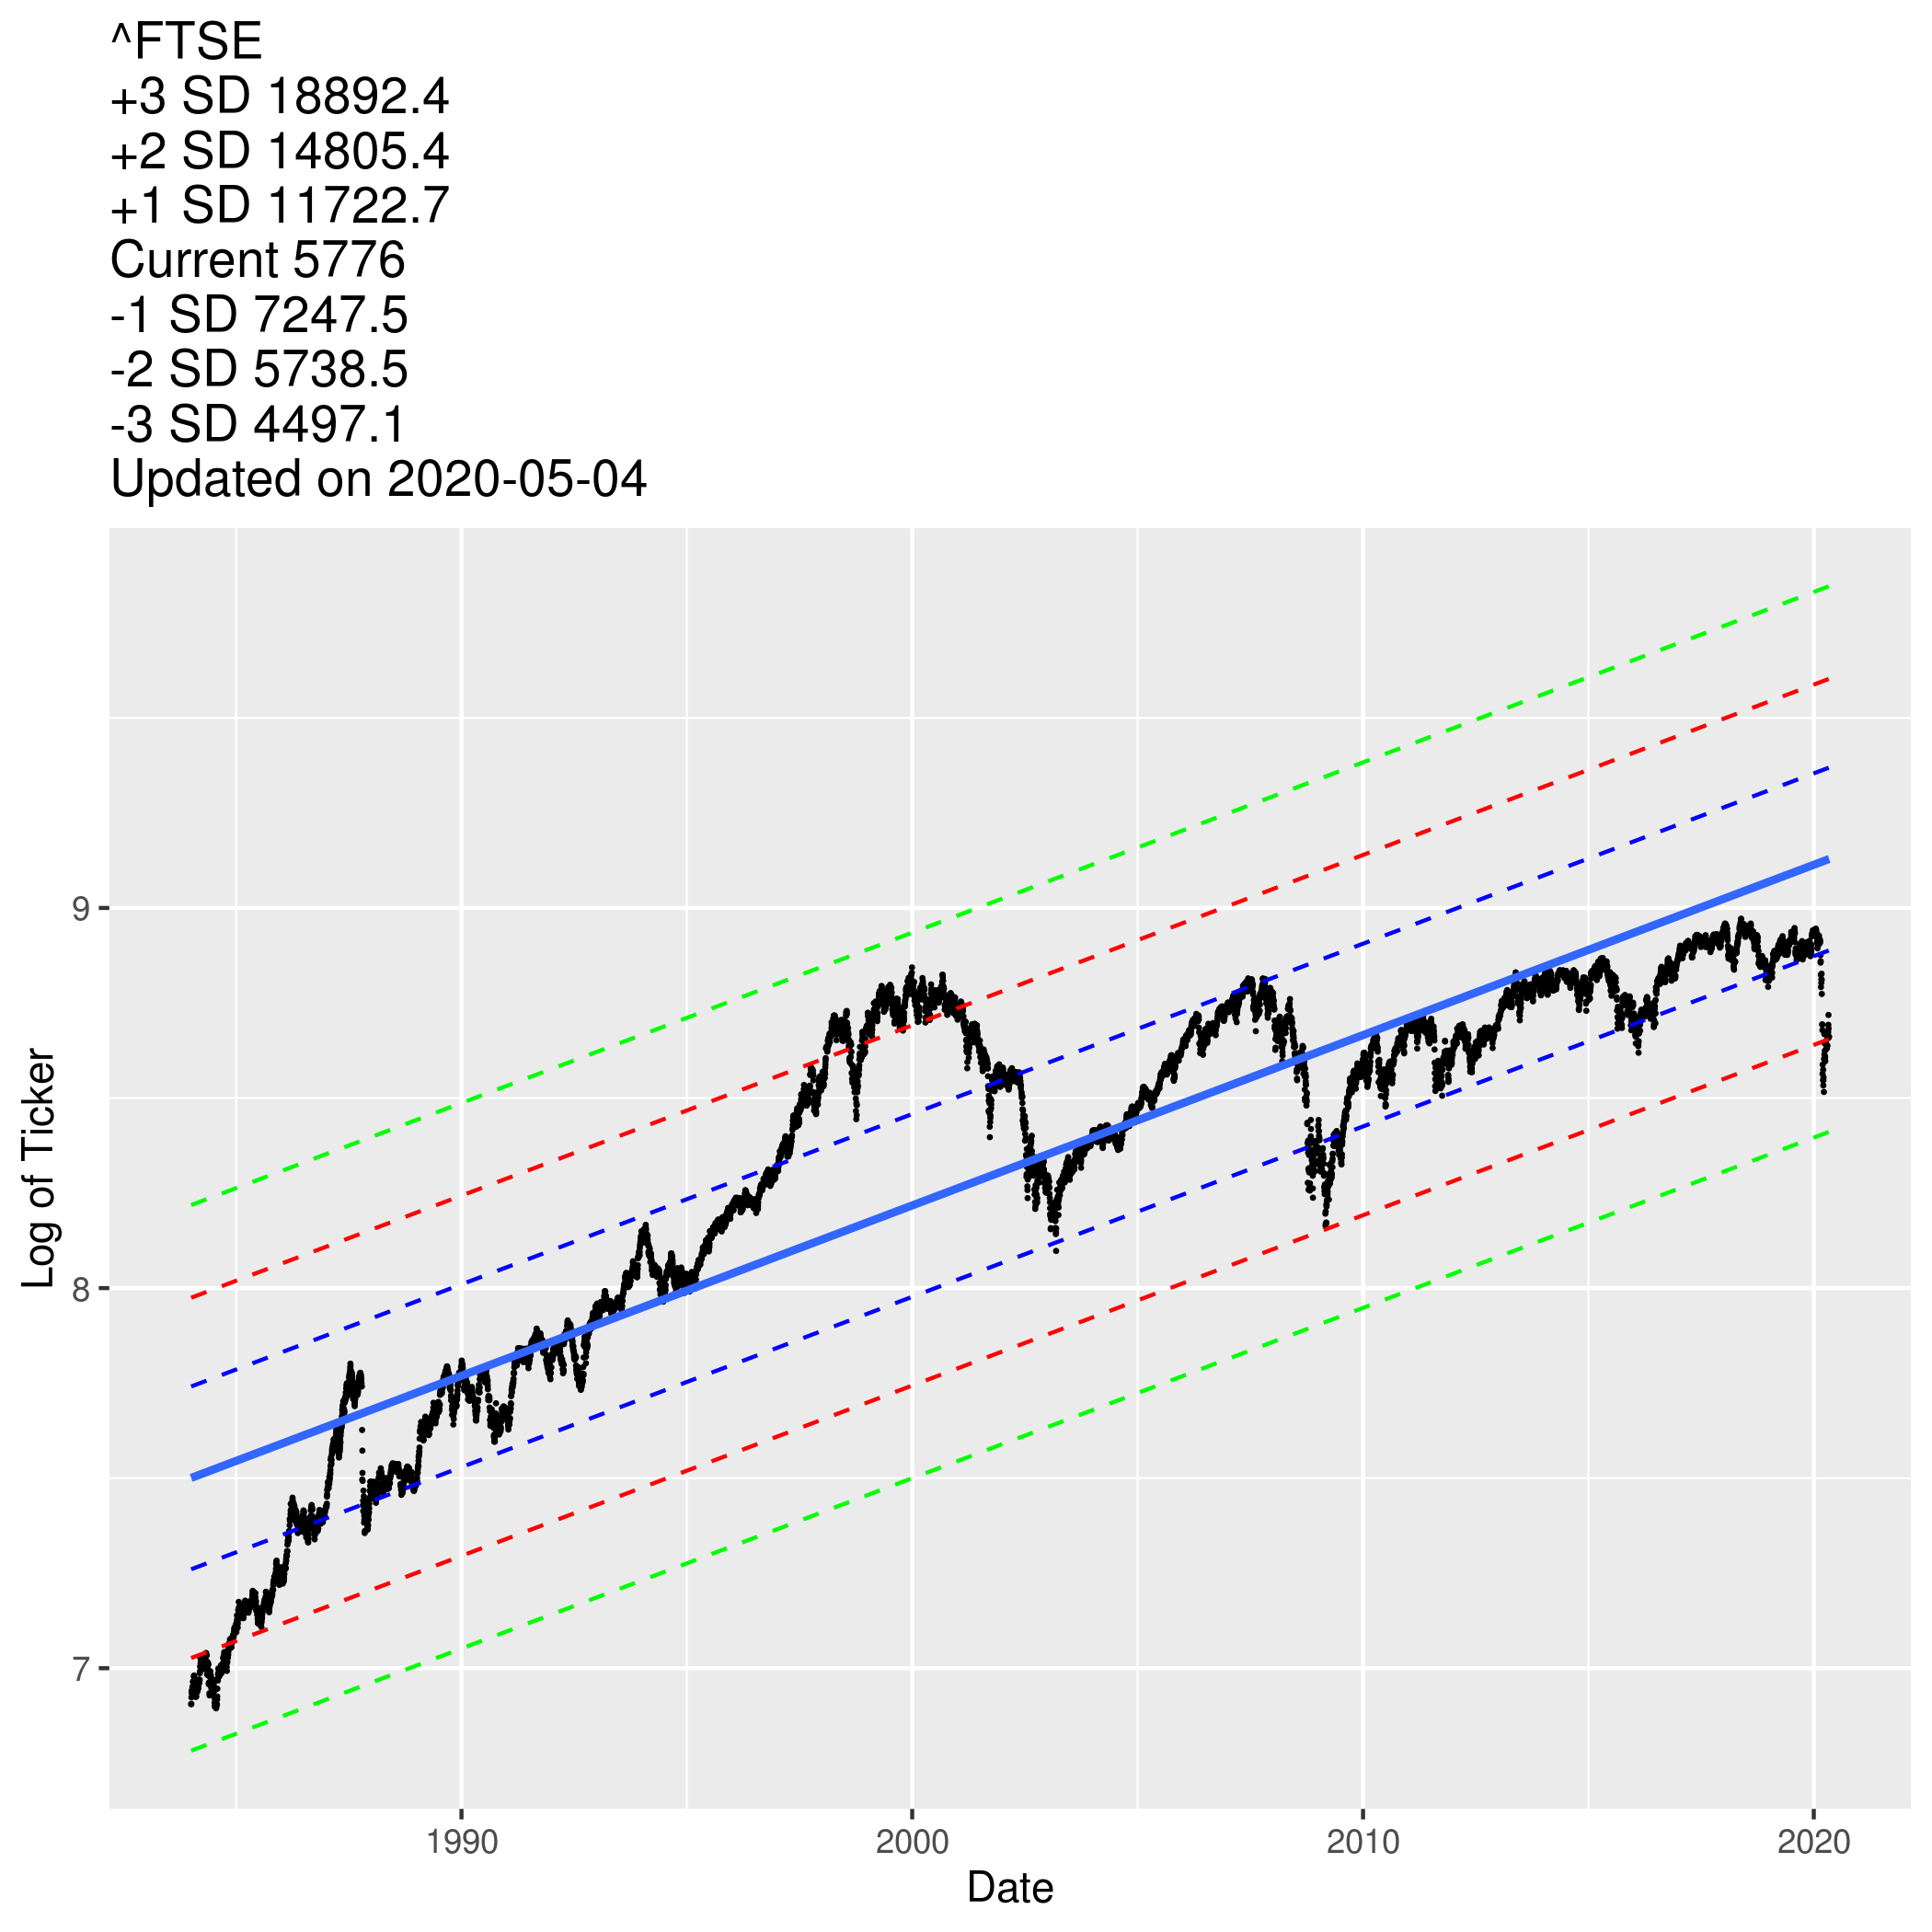 ^FTSE
+3 SD 18892.4
+2 SD 14805.4
+1 SD 11722.7
Current 5776
-1 SD 7247.5
-2 SD 5738.5
-3 SD 4497.1
Updated on 2020-05-04
9
8
7
Log of Ticker
1990 2000 2010 2020
Date